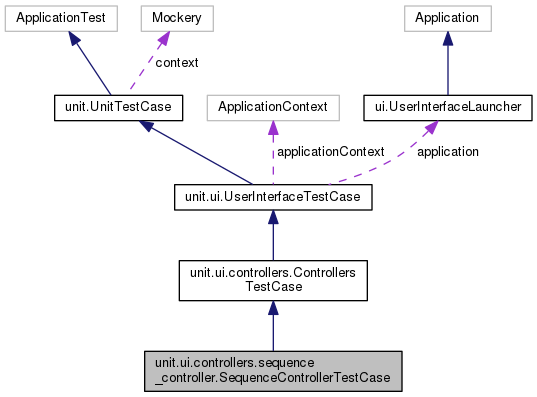 ApplicationTest
Mockery
Application
context
unit.UnitTestCase
ApplicationContext
ui.UserInterfaceLauncher
applicationContext
application
unit.ui.UserInterfaceTestCase
unit.ui.controllers.Controllers
TestCase
unit.ui.controllers.sequence
_controller.SequenceControllerTestCase